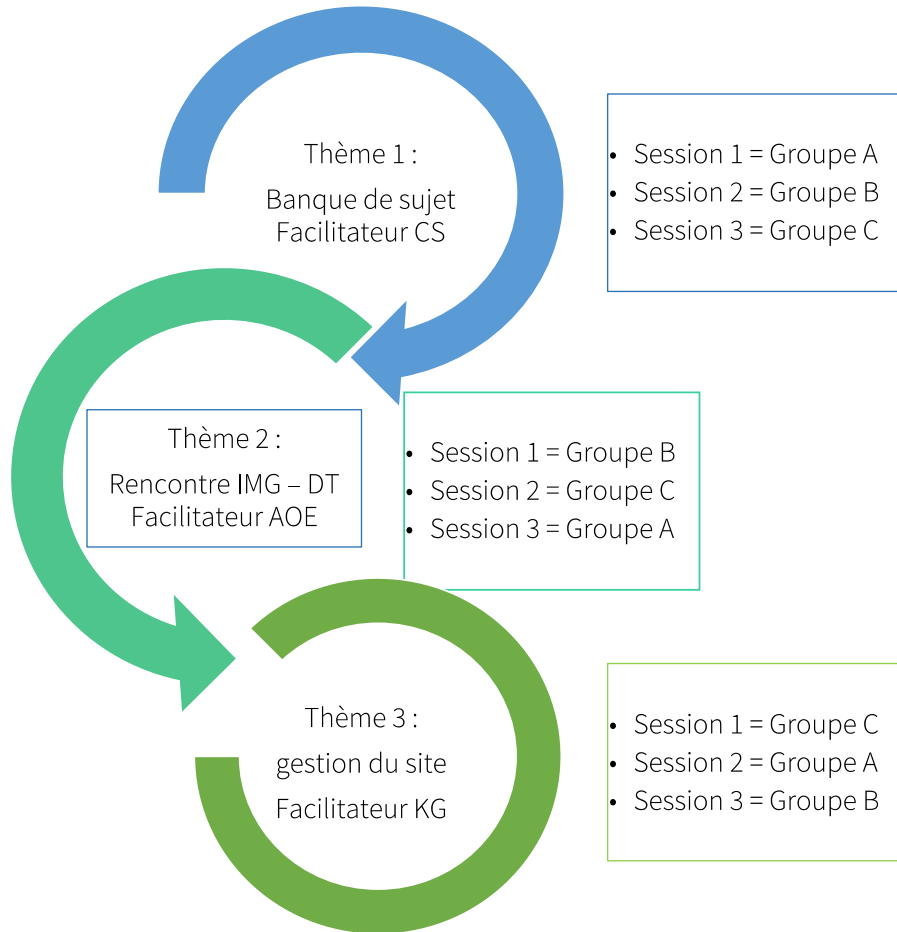 Thème 1 :
Banque de sujet
Facilitateur CS
• Session 1 = Groupe A
• Session 2 = Groupe B
• Session 3 = Groupe C
Thème 2 :
Rencontre IMG – DT
Facilitateur AOE
• Session 1 = Groupe B
• Session 2 = Groupe C
• Session 3 = Groupe A
Thème 3 :
gestion du site
Facilitateur KG
• Session 1 = Groupe C
• Session 2 = Groupe A
• Session 3 = Groupe B